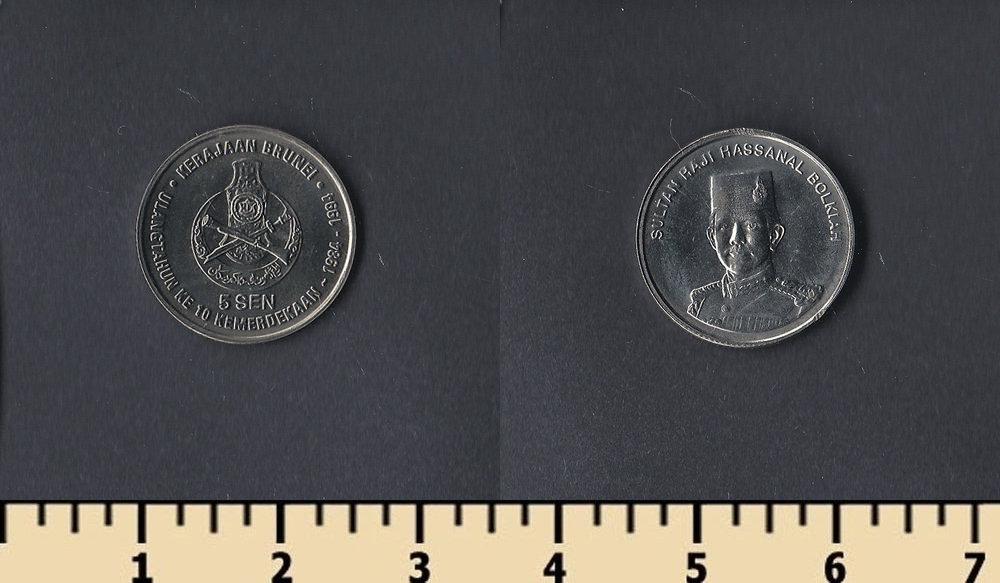 • KERAJAAN BRUNEI •
ULANGTAHUN KE 10 KEMERDEKAAN ~ 1984 - 1994
5 SEN
SULTAN HAJI HASSANAL BOLKIAH
1 2 3 4 5 6 7